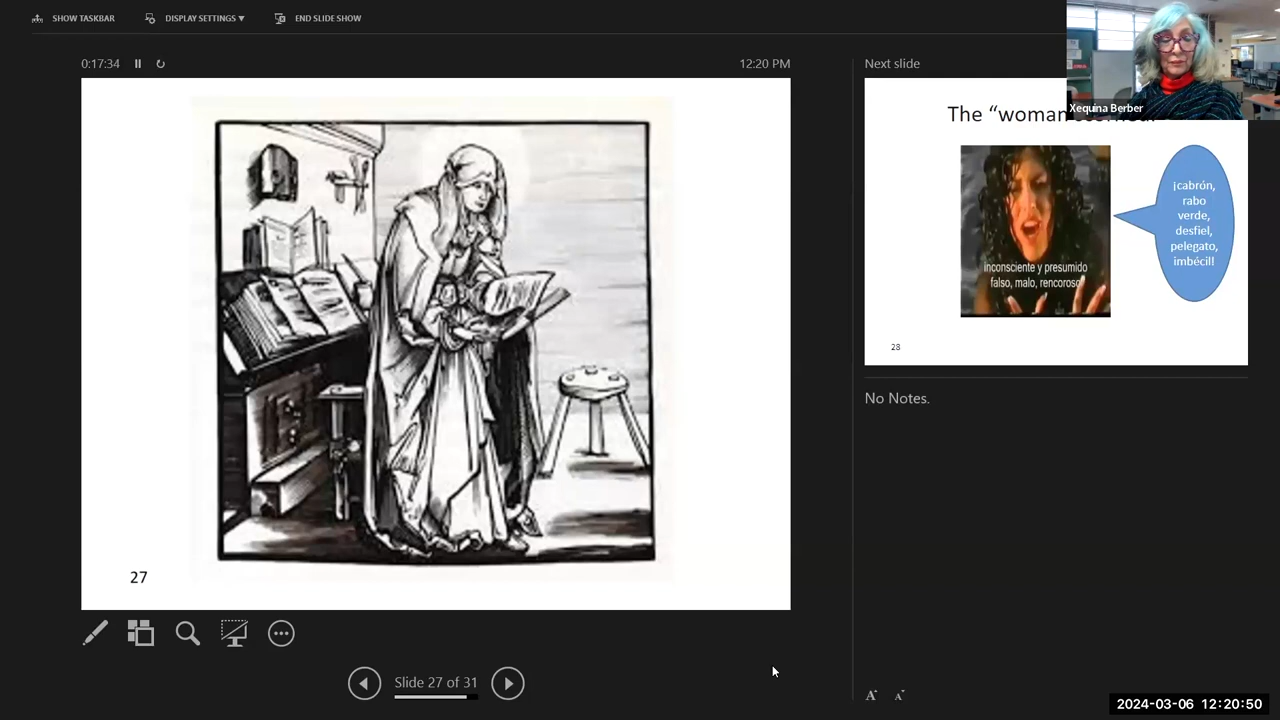 SHOW TASKBAR
DISPLAY SETTINGS ▼
END SLIDE SHOW
0:17:34
12:20 PM
Next slide
Xequina Berber
27
The “woman
¡cabrón,
rabo
verde,
desfiel,
pelegato,
imbécil!
inconsciente y presumido
falso, malo, rencoroso
28
No Notes.
Slide 27 of 31
A
A
2024-03-06 12:20:50